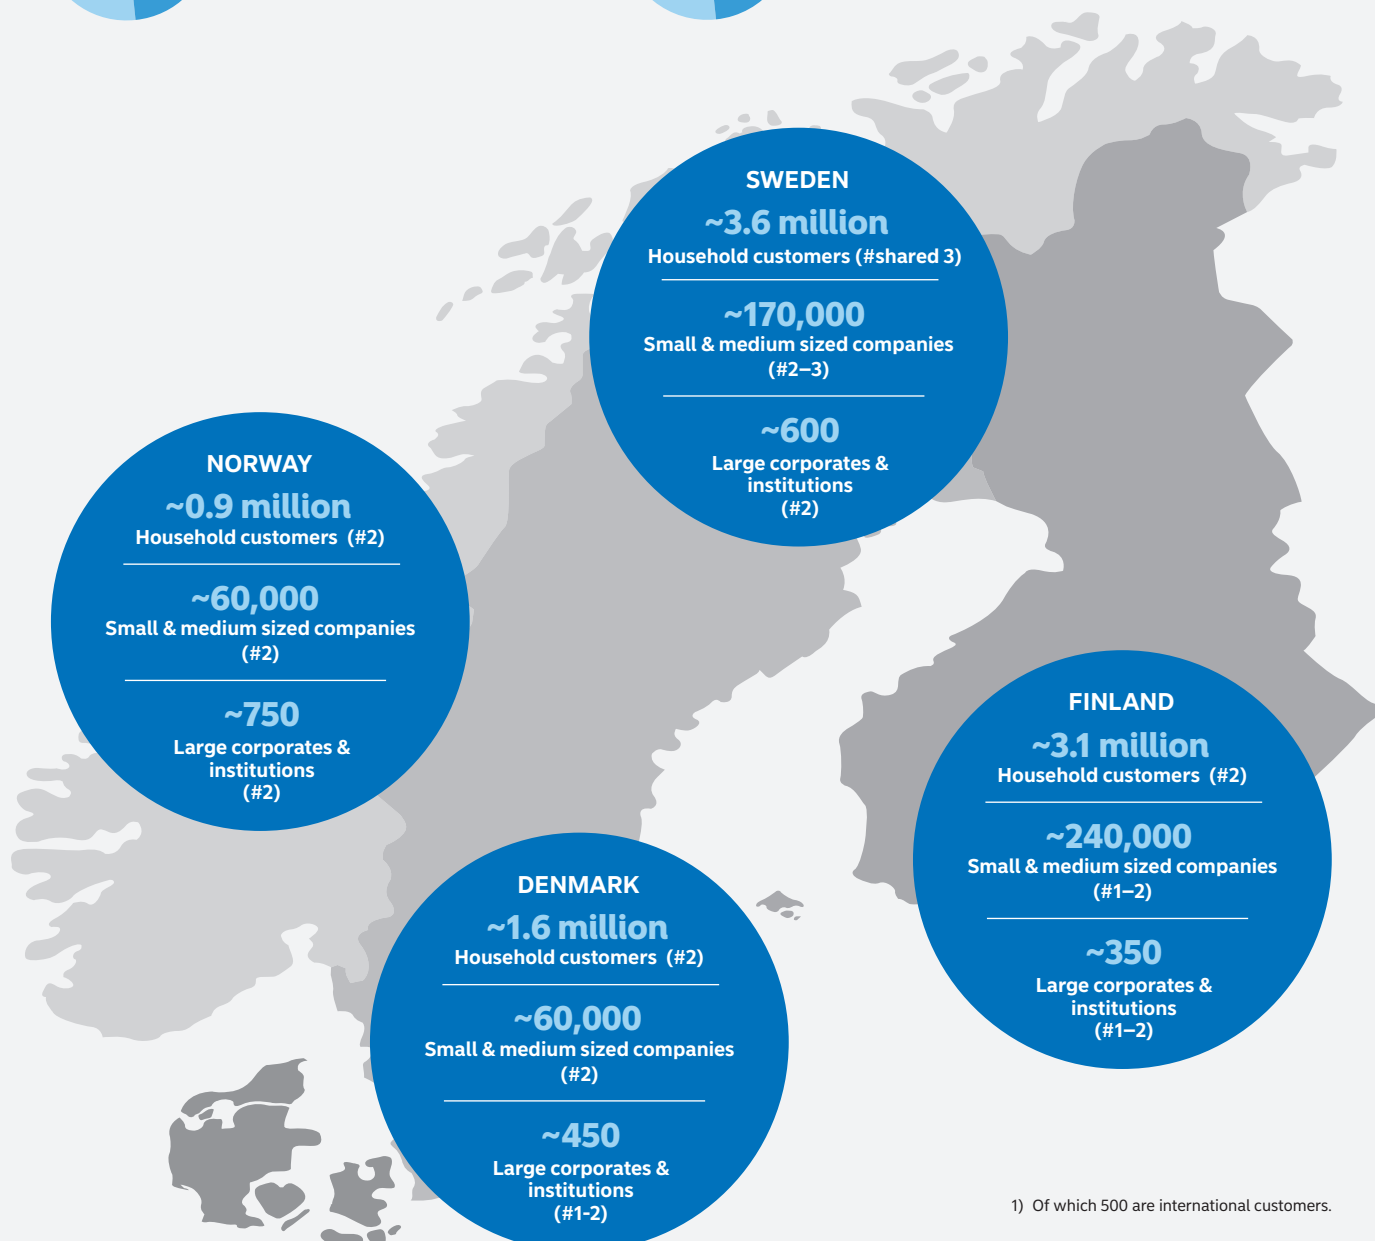 SWEDEN
~3.6 million
Household customers (#shared 3)
~170,000
Small & medium sized companies
(#2–3)
~600
Large corporates &
institutions
(#2)
NORWAY
~0.9 million
Household customers (#2)
~60,000
Small & medium sized companies
(#2)
~750
Large corporates &
institutions
(#2)
FINLAND
~3.1 million
Household customers (#2)
~240,000
Small & medium sized companies
(#1–2)
~350
Large corporates &
institutions
(#1–2)
DENMARK
~1.6 million
Household customers (#2)
~60,000
Small & medium sized companies
(#2)
~450
Large corporates &
institutions
(#1-2)
1) Of which 500 are international customers.